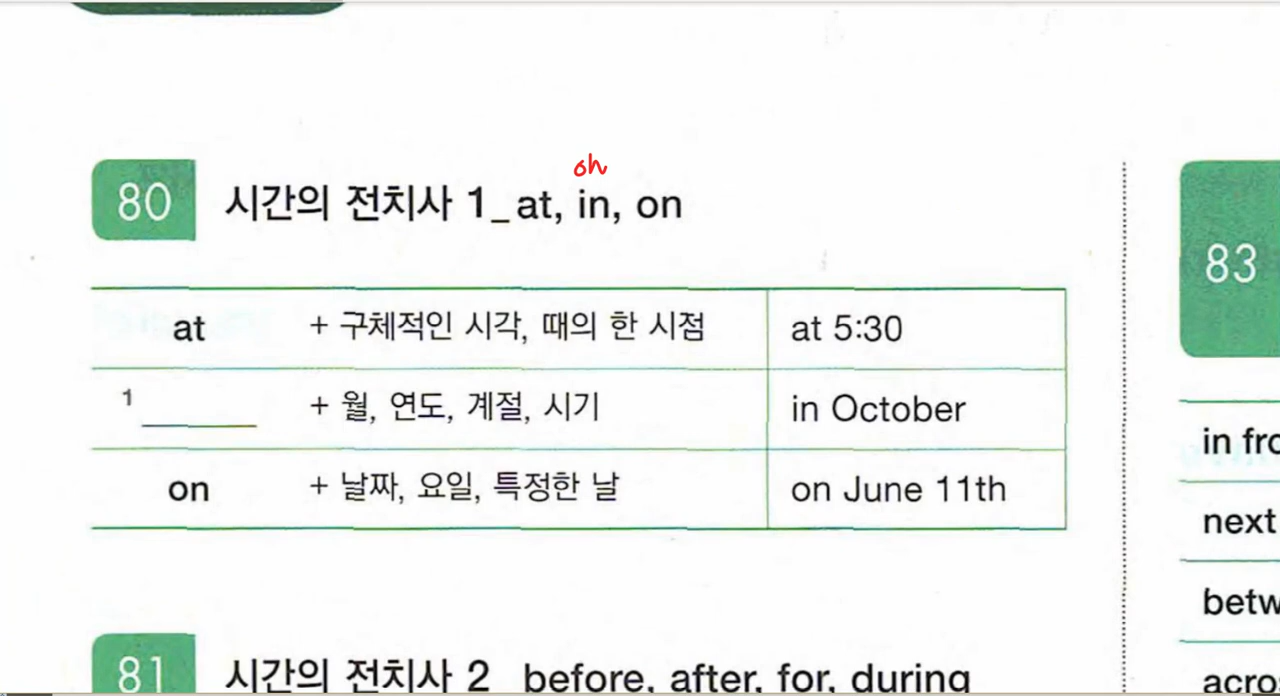 oh
80 시간의 전치사 1_at, in, on
at + 구체적인 시각, 때의 한 시점 at 5:30
1 + 월, 연도, 계절, 시기 in October
on + 날짜, 요일, 특정한 날 on June 11th
81 시간의 전치사 2 before, after, for, during
83
in fro
next
betw
acro